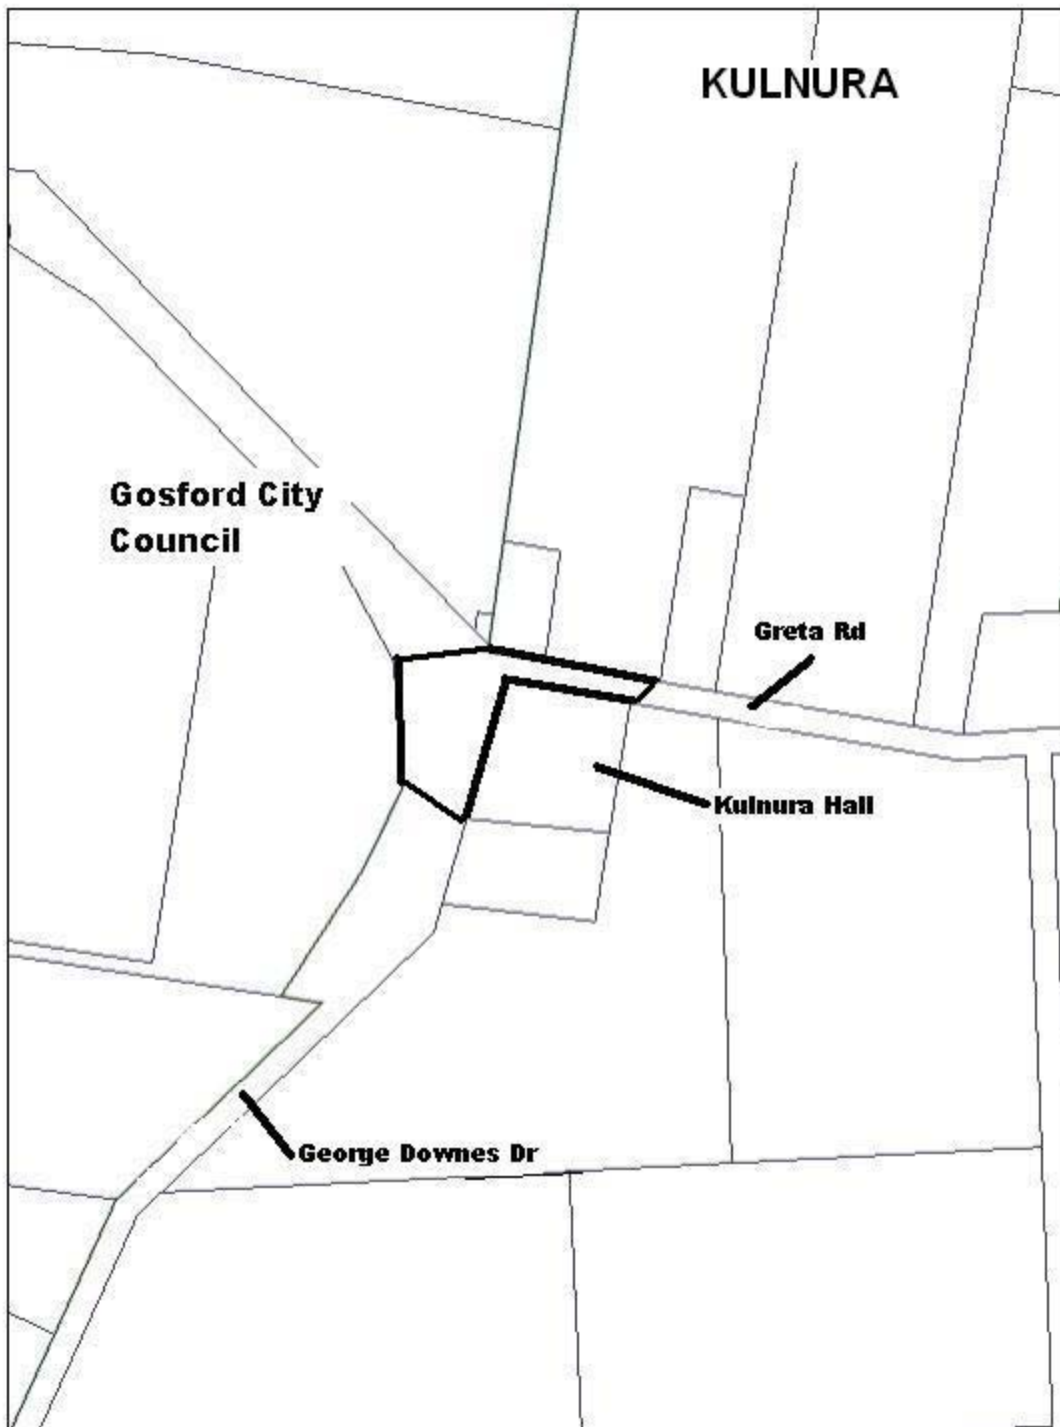 KULNURA
Gosford City
Council
Greta Rd
Kulnura Hall
George Downes Dr